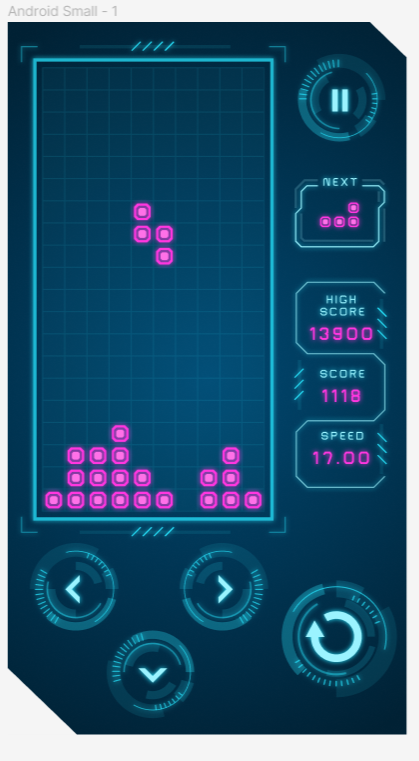 Android Small - 1
NEXT
HIGH
SCORE
13900
SCORE
1118
SPEED
17.00